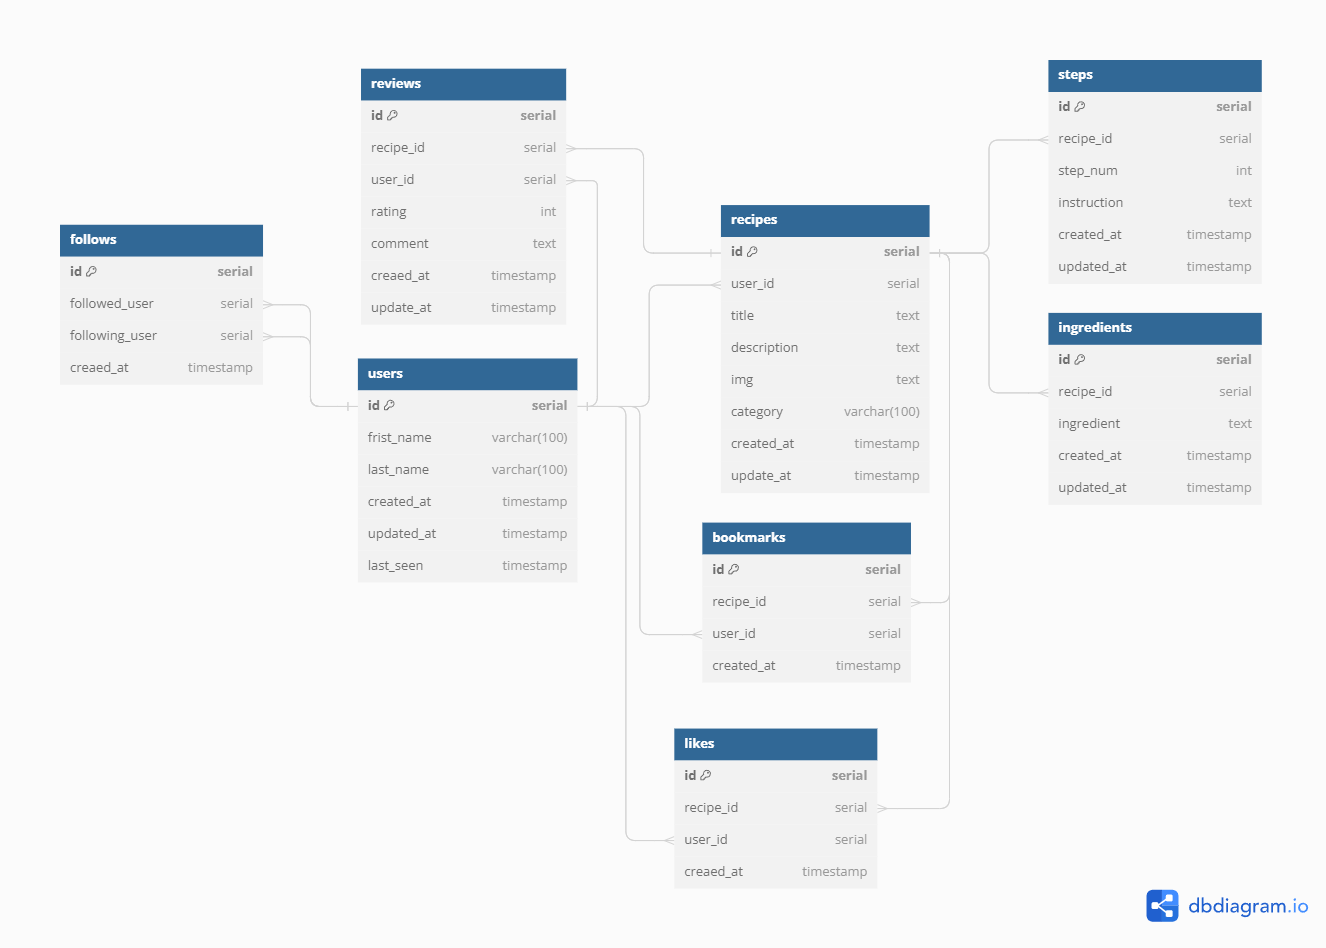 reviews
id serial
recipe_id serial
user_id serial
rating int
comment text
creaed_at timestamp
update_at timestamp
follows
id serial
followed_user serial
following_user serial
creaed_at timestamp
users
id serial
frist_name varchar(100)
last_name varchar(100)
created_at timestamp
updated_at timestamp
last_seen timestamp
recipes
id serial
user_id serial
title text
description text
img text
category varchar(100)
created_at timestamp
update_at timestamp
bookmarks
id serial
recipe_id serial
user_id serial
created_at timestamp
likes
id serial
recipe_id serial
user_id serial
creaed_at timestamp
steps
id serial
recipe_id serial
step_num int
instruction text
created_at timestamp
updated_at timestamp
ingredients
id serial
recipe_id serial
ingredient text
created_at timestamp
updated_at timestamp
dbdiagram.io